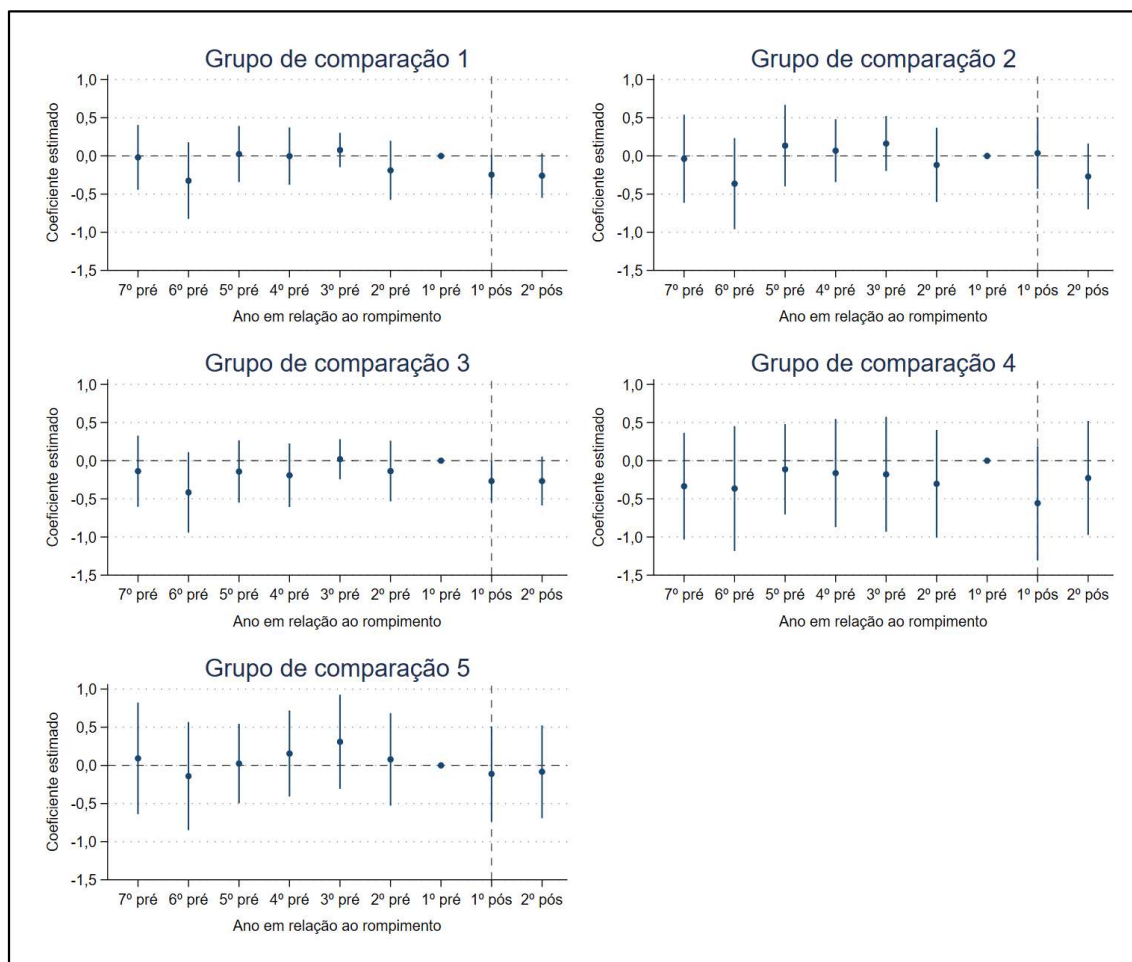 Grupo de comparação 1
Coeficiente estimado
1,0
0,5
0,0
-0,5
-1,0
-1,5
7º pré 6º pré 5º pré 4º pré 3º pré 2º pré 1º pré 1º pós 2º pós
Ano em relação ao rompimento
Grupo de comparação 2
Coeficiente estimado
1,0
0,5
0,0
-0,5
-1,0
-1,5
7º pré 6º pré 5º pré 4º pré 3º pré 2º pré 1º pré 1º pós 2º pós
Ano em relação ao rompimento
Grupo de comparação 3
Coeficiente estimado
1,0
0,5
0,0
-0,5
-1,0
-1,5
7º pré 6º pré 5º pré 4º pré 3º pré 2º pré 1º pré 1º pós 2º pós
Ano em relação ao rompimento
Grupo de comparação 4
Coeficiente estimado
1,0
0,5
0,0
-0,5
-1,0
-1,5
7º pré 6º pré 5º pré 4º pré 3º pré 2º pré 1º pré 1º pós 2º pós
Ano em relação ao rompimento
Grupo de comparação 5
Coeficiente estimado
1,0
0,5
0,0
-0,5
-1,0
-1,5
7º pré 6º pré 5º pré 4º pré 3º pré 2º pré 1º pré 1º pós 2º pós
Ano em relação ao rompimento